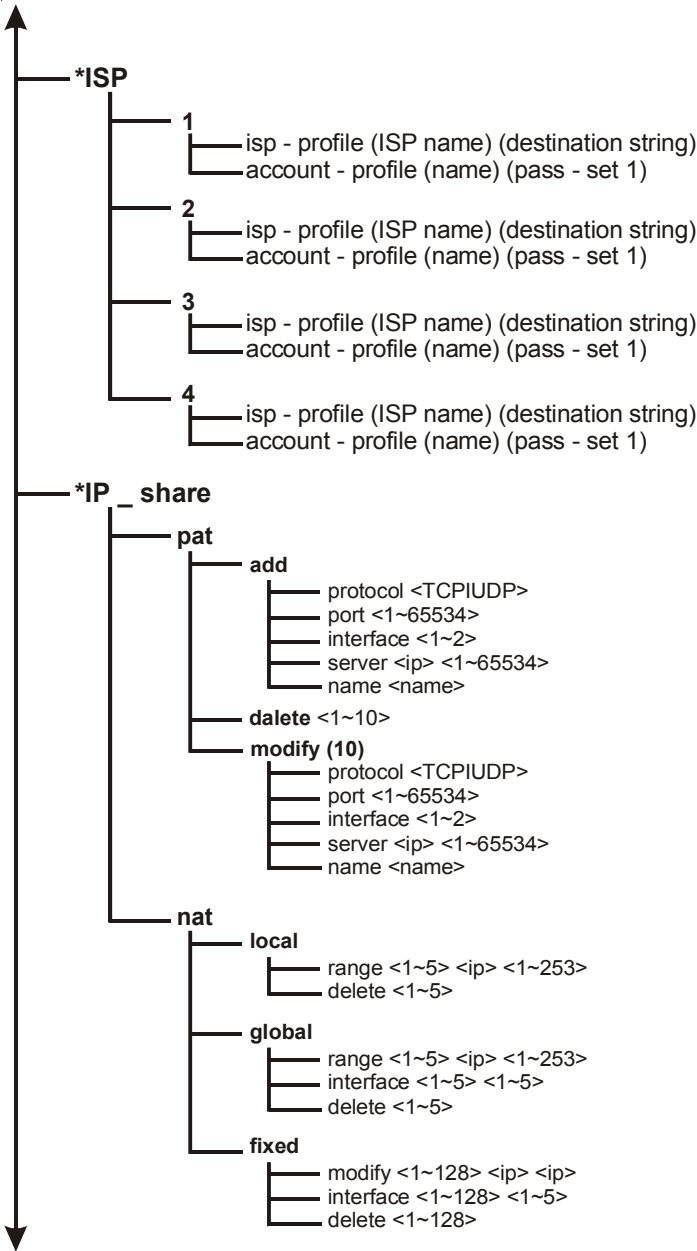 *ISP
1
isp - profile (ISP name) (destination string)
account - profile (name) (pass - set 1)
2
isp - profile (ISP name) (destination string)
account - profile (name) (pass - set 1)
3
isp - profile (ISP name) (destination string)
account - profile (name) (pass - set 1)
4
isp - profile (ISP name) (destination string)
account - profile (name) (pass - set 1)
*IP _ share
pat
add
protocol <TCPIUDP>
port <1~65534>
interface <1~2>
server <ip> <1~65534>
name <name>
dalete <1~10>
modify (10)
protocol <TCPIUDP>
port <1~65534>
interface <1~2>
server <ip> <1~65534>
name <name>
nat
local
range <1~5> <ip> <1~253>
delete <1~5>
global
range <1~5> <ip> <1~253>
interface <1~5> <1~5>
delete <1~5>
fixed
modify <1~128> <ip> <ip>
interface <1~128> <1~5>
delete <1~128>